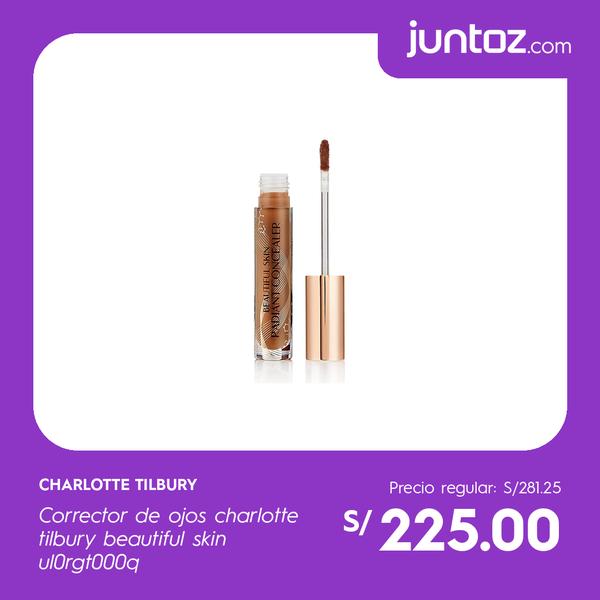 juntoz.com
BEAUTIFUL SKIN
RADIANT CONCEALER
CHARLOTTE TILBURY
Corrector de ojos charlotte
tilbury beautiful skin
ul0rgt000q
Precio regular: S/281.25
S/ 225.00